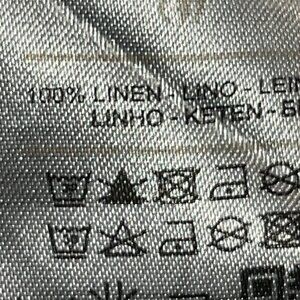 100% LINEN - LINO - LEIN
LINHO - KETEN - B